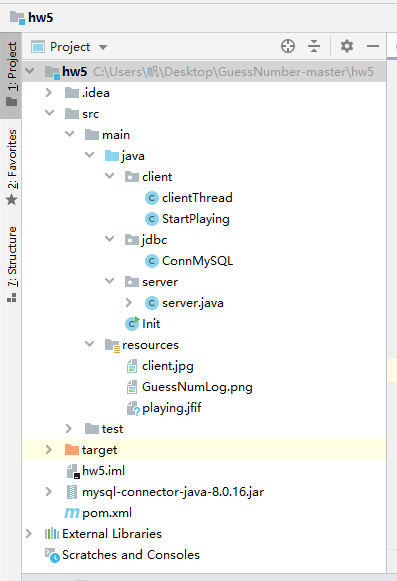 hw5
Project
hw5 C:\Users\帆\Desktop\GuessNumber-master\hw5
.idea
src
main
java
client
clientThread
StartPlaying
jdbc
ConnMySQL
server
server.java
Init
resources
client.jpg
GuessNumLog.png
playing.jfif
test
target
hw5.iml
mysql-connector-java-8.0.16.jar
pom.xml
External Libraries
Scratches and Consoles
1: Project
2: Favorites
7: Structure